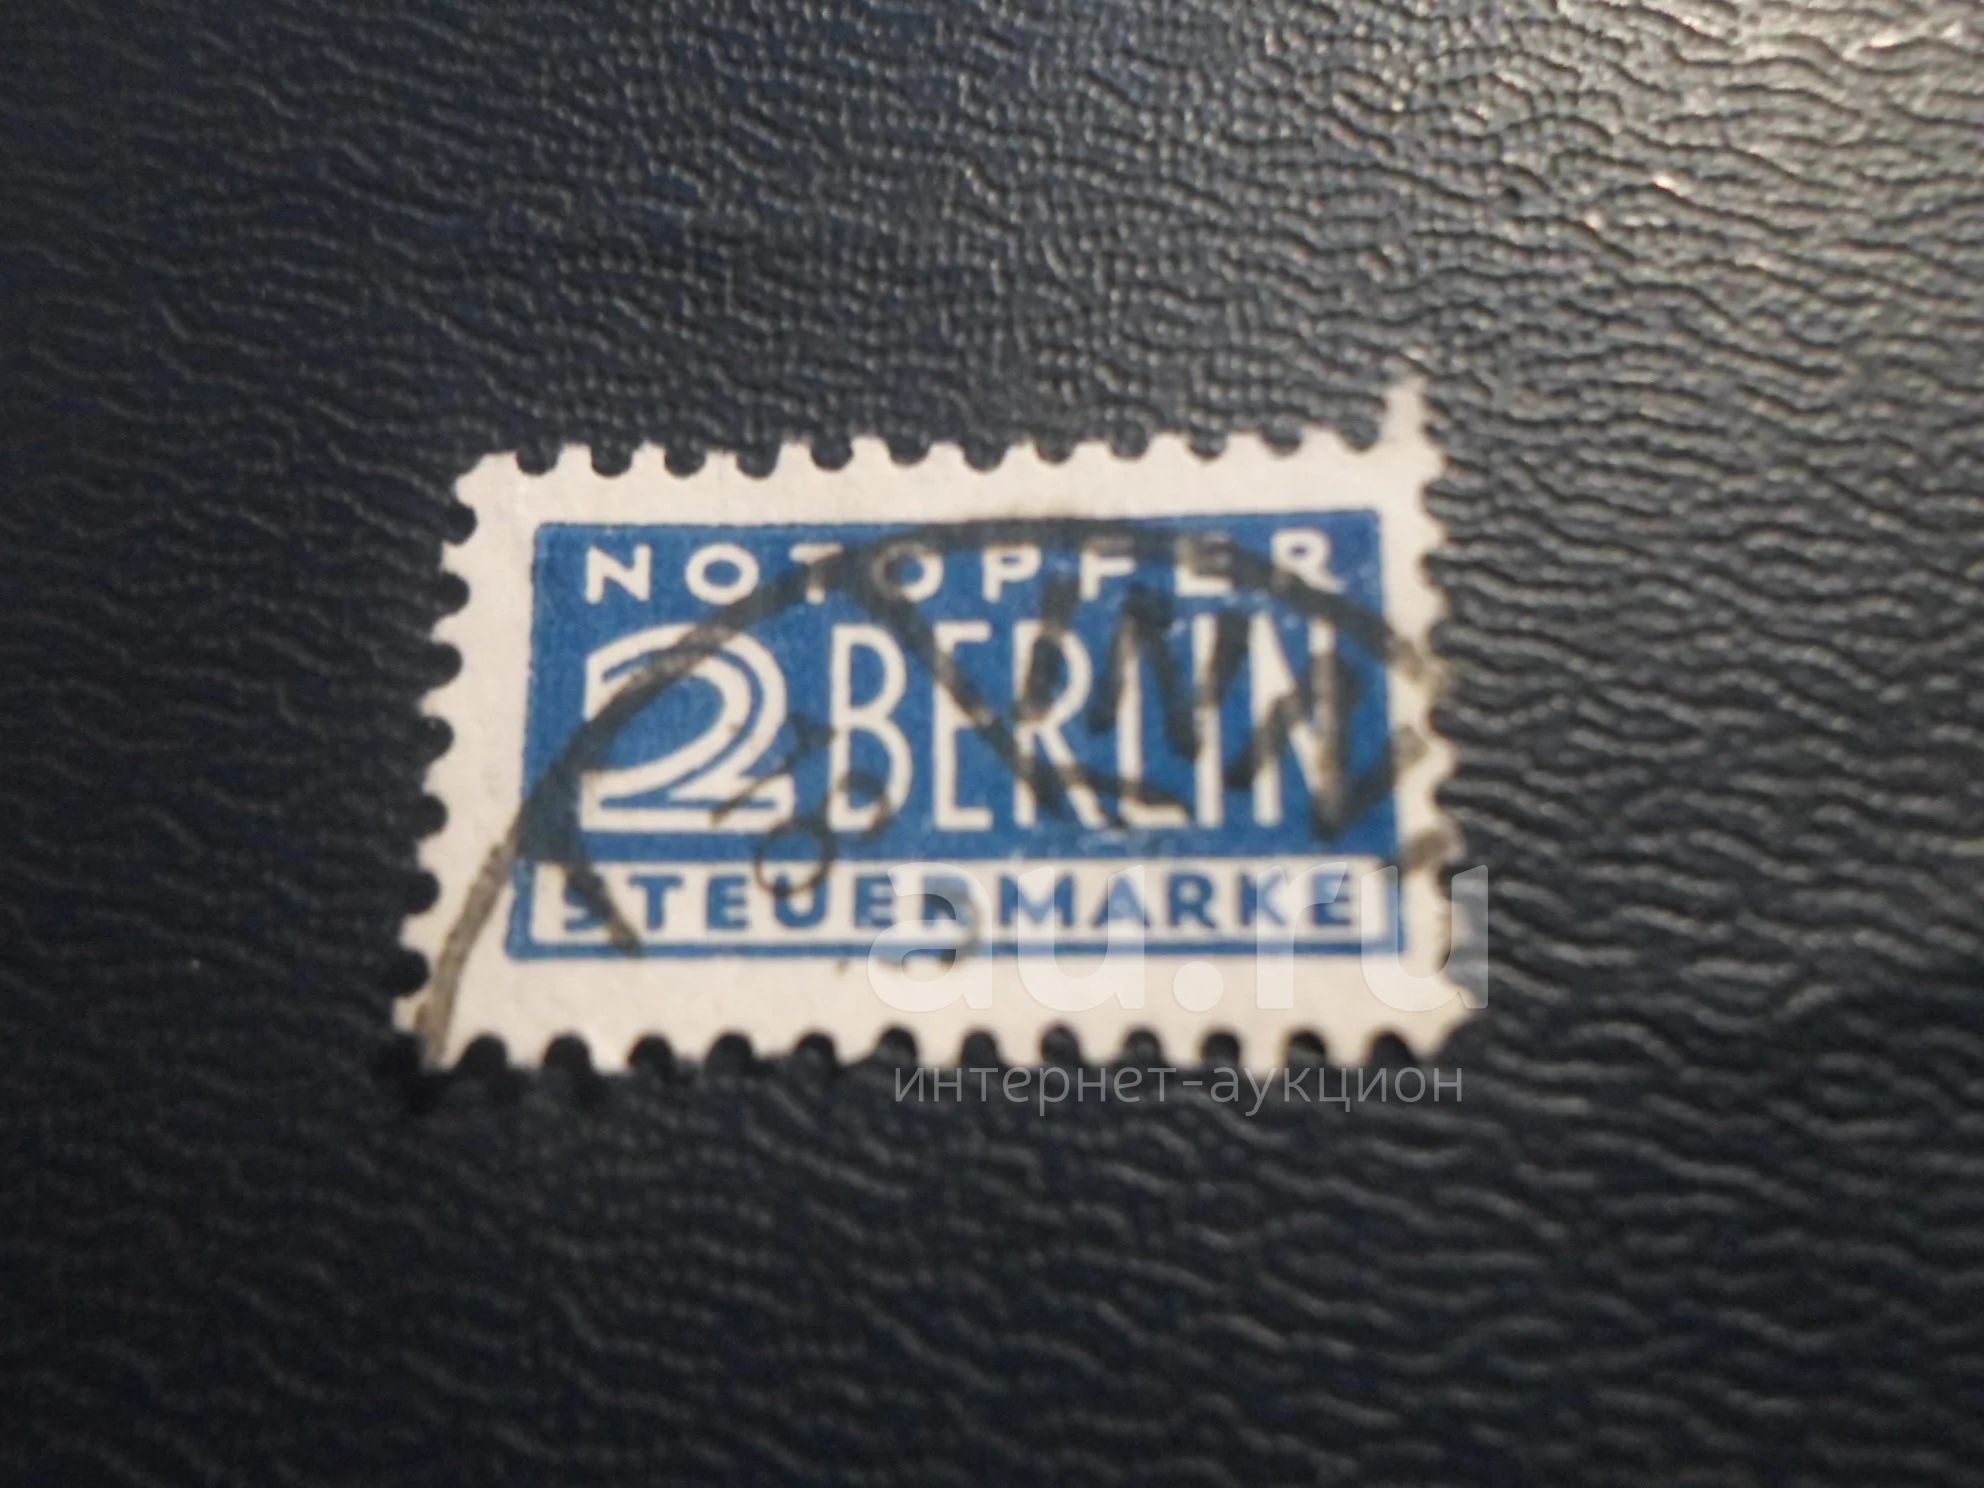 NOTOPFER
2 BERLIN
STEUERMARKE
au.ru
интернет-аукцион